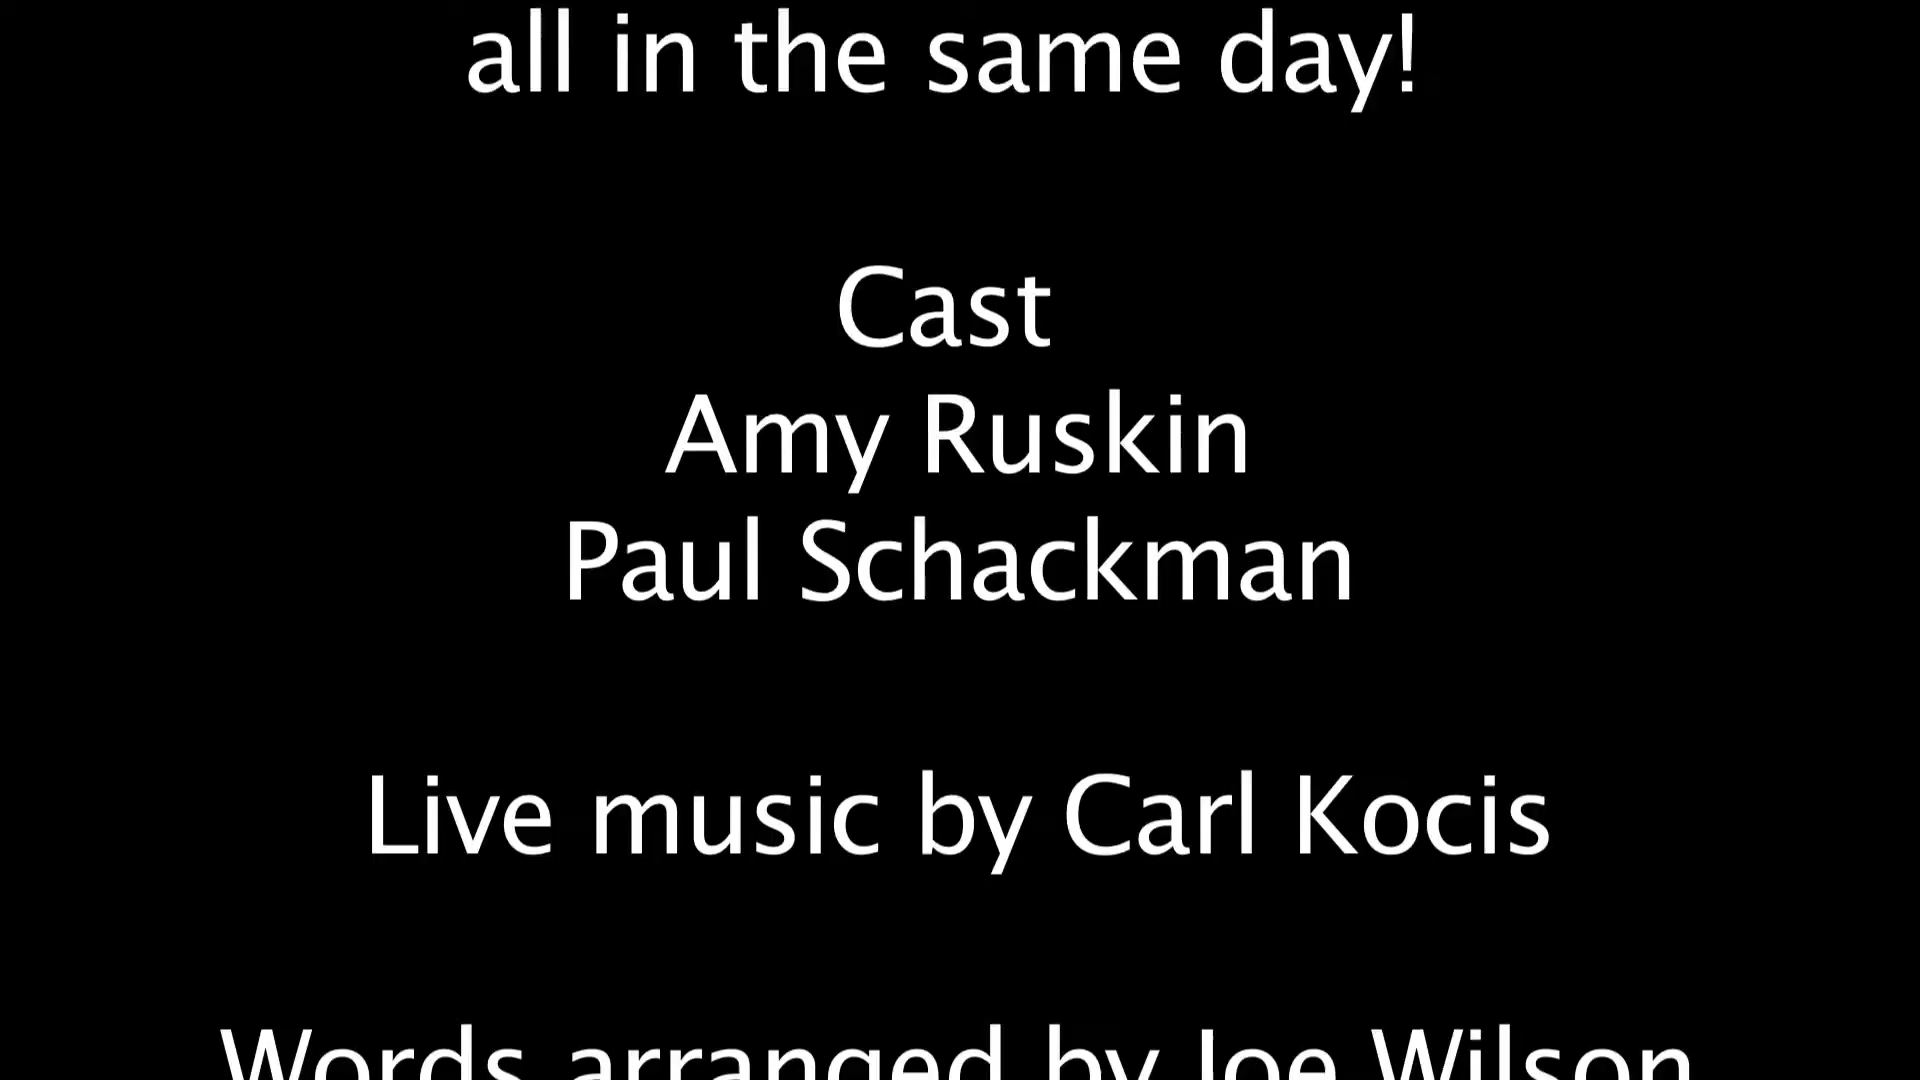 all in the same day!
Cast
Amy Ruskin
Paul Schackman
Live music by Carl Kocis
Words arranged by Joe Wilson